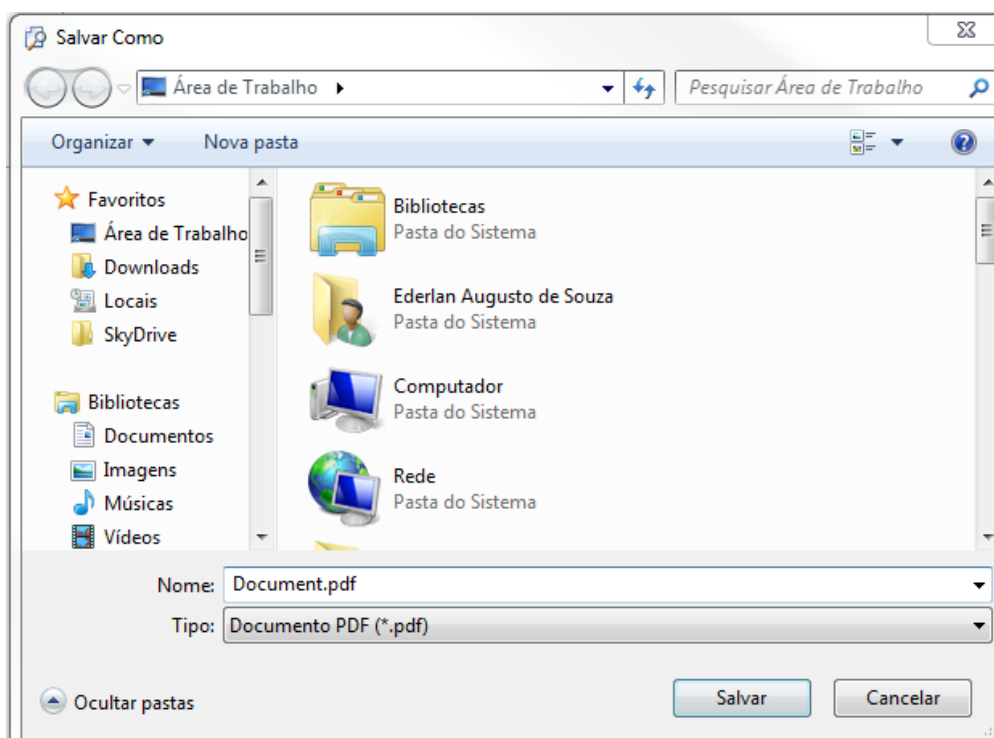 Salvar Como
Área de Trabalho
Pesquisar Área de Trabalho
Organizar
Nova pasta
Favoritos
Área de Trabalho
Downloads
Locais
SkyDrive
Bibliotecas
Documentos
Imagens
Músicas
Vídeos
Bibliotecas
Pasta do Sistema
Ederlan Augusto de Souza
Pasta do Sistema
Computador
Pasta do Sistema
Rede
Pasta do Sistema
Nome: Document.pdf
Tipo: Documento PDF (*.pdf)
Ocultar pastas
Salvar
Cancelar